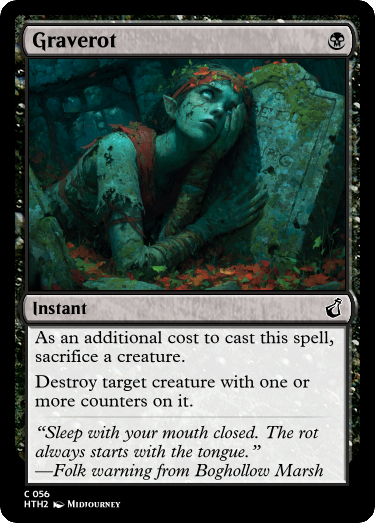 Graverot
Instant
As an additional cost to cast this spell,
sacrifice a creature.
Destroy target creature with one or
more counters on it.
“Sleep with your mouth closed. The rot
always starts with the tongue.”
—Folk warning from Boghollow Marsh
C 056
HTH2 MIDJOURNEY